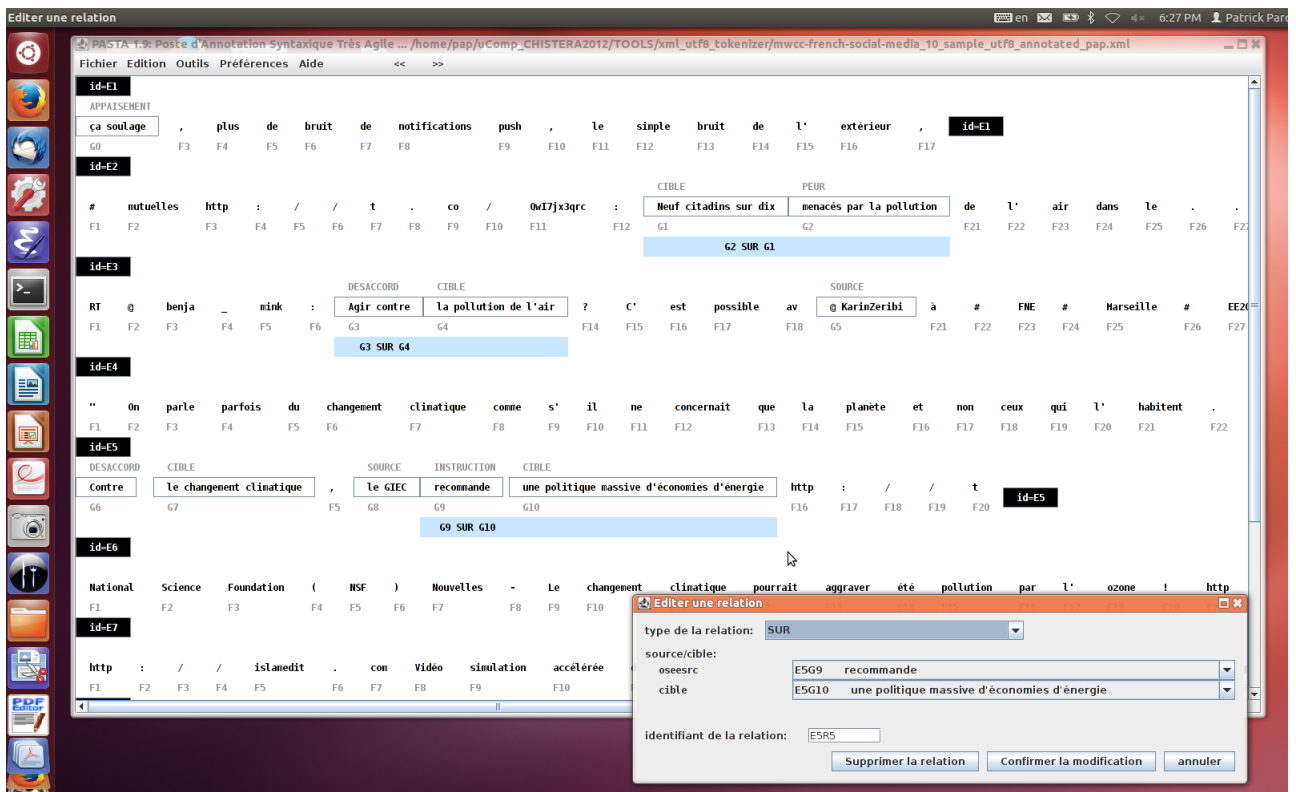 Editer une relation en 6:27 PM Patrick Parc
PASTA 1.9: Poste d'Annotation Syntaxique Très Agile ... /home/pap/uComp_CHISTERA2012/TOOLS/xml_utf8_tokenizer/mwcc-french-social-media_10_sample_utf8_annotated_pap.xml
Fichier Edition Outils Préférences Aide << >>
id=E1
APPAISEMENT
ça soulage , plus de bruit de notifications push , le simple bruit de l' extérieur , id=E1
G0 F3 F4 F5 F6 F7 F8 F9 F10 F11 F12 F13 F14 F15 F16 F17
id=E2
CIBLE PEUR
# mutuelles http : / / t . co / QwI7jx3qrc : Neuf citadins sur dix menacés par la pollution de l' air dans le . .
F1 F2 F3 F4 F5 F6 F7 F8 F9 F10 F11 F12 G1 G2 F21 F22 F23 F24 F25 F26 F27
G2 SUR G1
id=E3
DESACCORD CIBLE SOURCE
RT @ benja _ mink : Agir contre la pollution de l'air ? C' est possible av @ KarimZeribi à # FNE # Marseille # EE20
F1 F2 F3 F4 F5 F6 G3 G4 F14 F15 F16 F17 F18 G5 F21 F22 F23 F24 F25 F26 F27
G3 SUR G4
id=E4
" On parle parfois du changement climatique comme s' il ne concernait que la planète et non ceux qui l' habitent .
F1 F2 F3 F4 F5 F6 F7 F8 F9 F10 F11 F12 F13 F14 F15 F16 F17 F18 F19 F20 F21 F22
id=E5
DESACCORD CIBLE SOURCE INSTRUCTION CIBLE
Contre le changement climatique , le GIEC recommande une politique massive d'économies d'énergie http : / / t id=E5
G6 G7 F5 G8 G9 G10 F16 F17 F18 F19 F20
G9 SUR G10
id=E6
National Science Foundation ( NSF ) Nouvelles - Le changement climatique pourrait aggraver été pollution par l' ozone ! http
F1 F2 F3 F4 F5 F6 F7 F8 F9 F10
id=E7
http : / / islamedit . com Vidéo simulation accélérée
F1 F2 F3 F4 F5 F6 F7 F8 F9 F10
Editer une relation
type de la relation: SUR
source/cible:
oseesrc E5G9 recommande
cible E5G10 une politique massive d'économies d'énergie
identifiant de la relation: E5R5
Supprimer la relation Confirmer la modification annuler
PDF
Editor